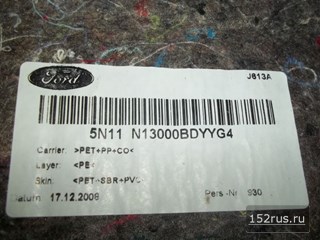 Ford
J813A
5N11 N13000BDYYG4
Carrier: >PET+PP+CO<
Layer: <PE<
Skin: <PET+SBR+PVC
Datum 17.12.2008 Pers-Nr 930
152rus.ru